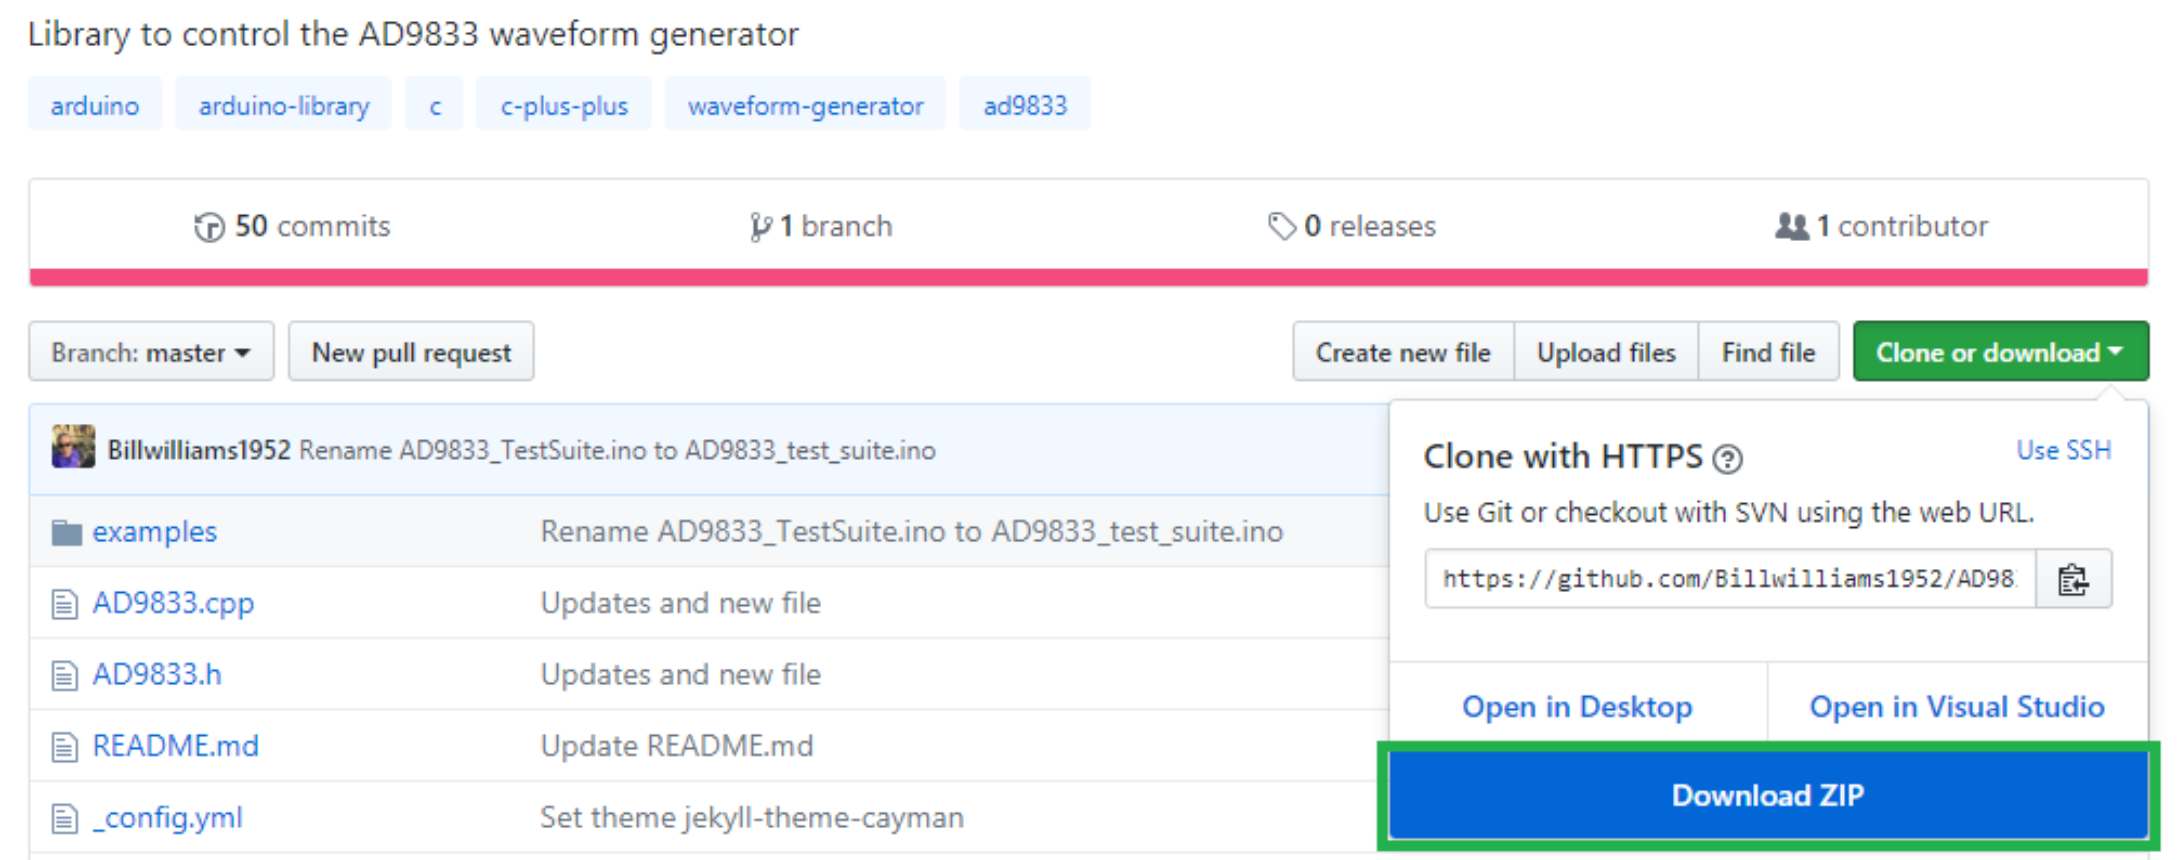 Library to control the AD9833 waveform generator
arduino arduino-library c c-plus-plus waveform-generator ad9833
50 commits 1 branch 0 releases 1 contributor
Branch: master New pull request Create new file Upload files Find file Clone or download
Billwilliams1952 Rename AD9833_TestSuite.ino to AD9833_test_suite.ino
Clone with HTTPS ? Use SSH
Use Git or checkout with SVN using the web URL.
https://github.com/Billwilliams1952/AD98
examples Rename AD9833_TestSuite.ino to AD9833_test_suite.ino
AD9833.cpp Updates and new file
AD9833.h Updates and new file
Open in Desktop Open in Visual Studio
README.md Update README.md
Download ZIP
_config.yml Set theme jekyll-theme-cayman